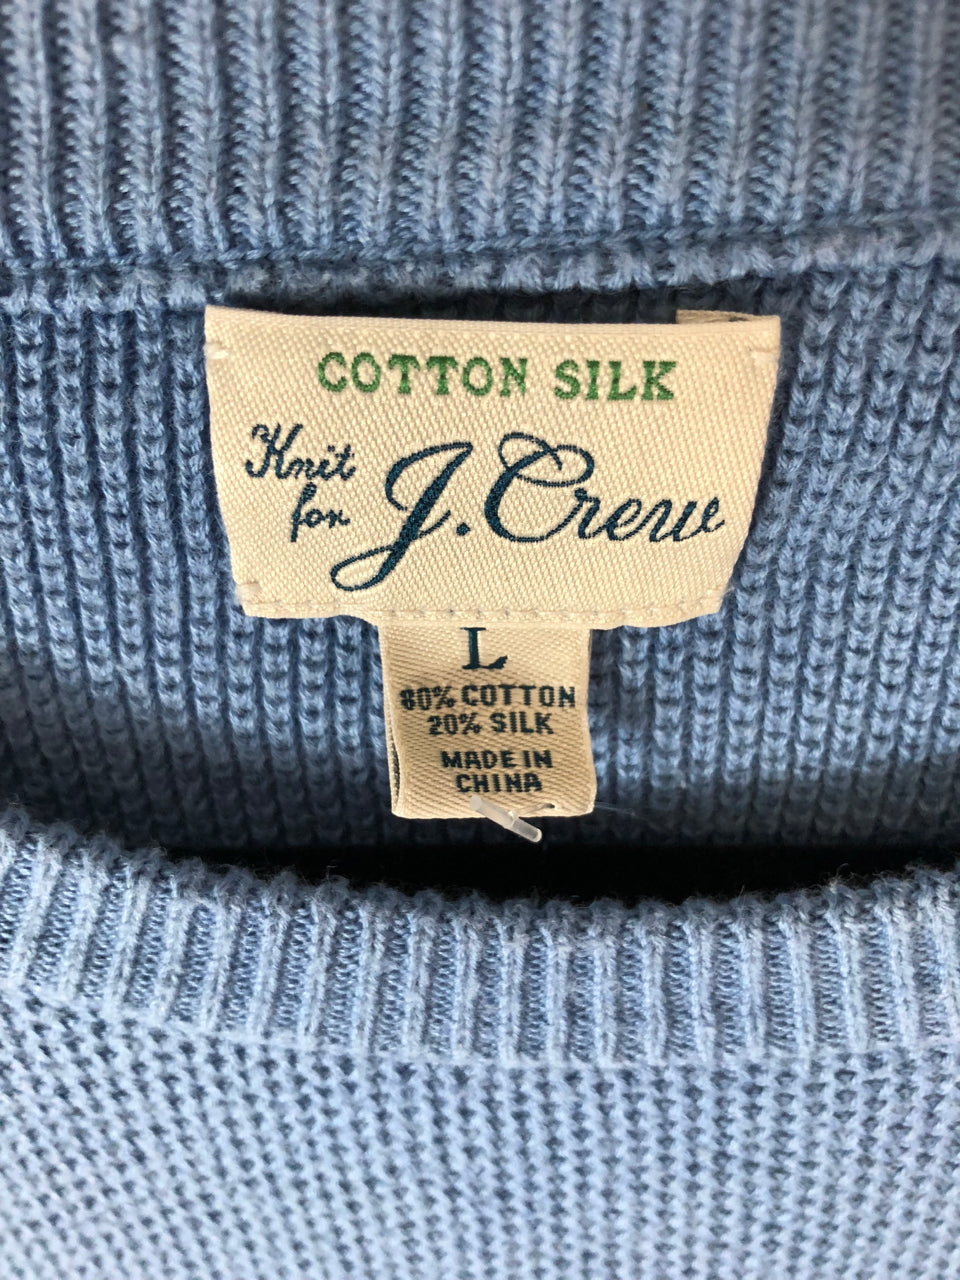 COTTON SILK
Knit
for J.Crew
L
80% COTTON
20% SILK
MADE IN
CHINA